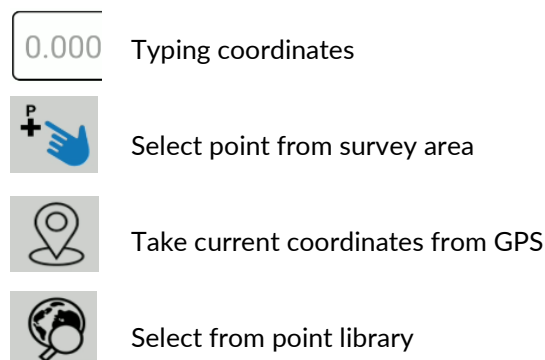 0.000 Typing coordinates
P
Select point from survey area
Take current coordinates from GPS
Select from point library